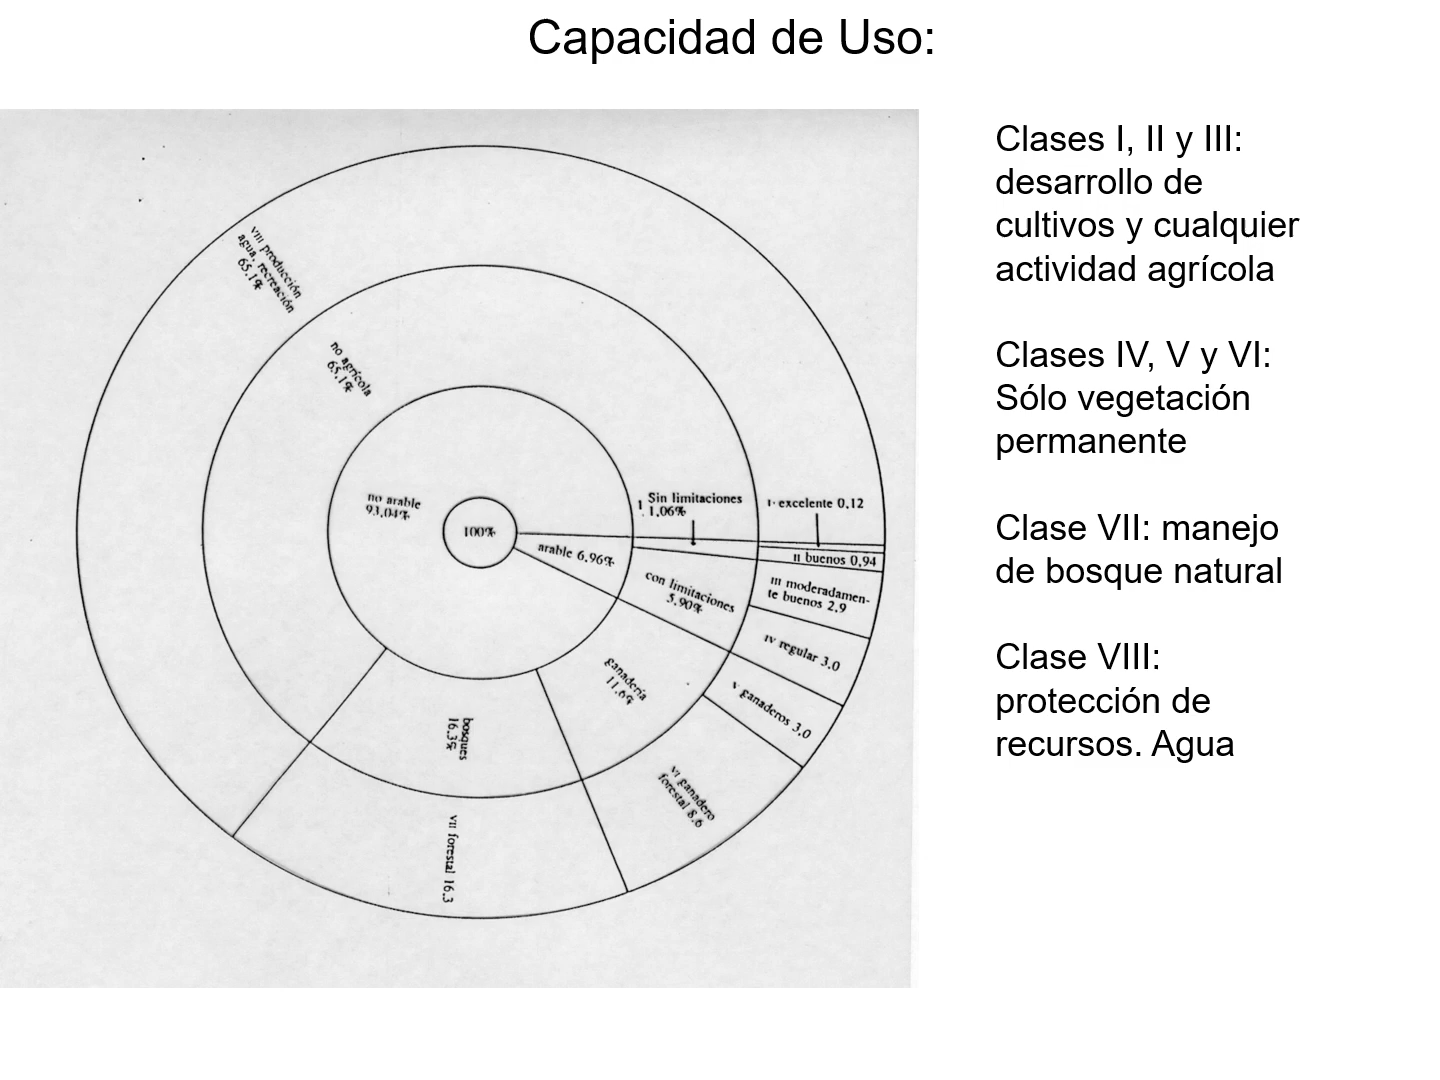 Capacidad de Uso:
VIII producción
agua, recreación
65.1%
no agrícola
65.1%
no arable
93.04%
100%
arable 6.96%
I Sin limitaciones
1.06%
con limitaciones
5.90%
I· excelente 0.12
II buenos 0.94
III moderadamen-
te buenos 2.9
IV regular 3.0
V ganaderos 3.0
ganadería
11.6%
VI ganadero
forestal 8.6
bosques
16.3%
VII forestal 16.3
Clases I, II y III:
desarrollo de
cultivos y cualquier
actividad agrícola
Clases IV, V y VI:
Sólo vegetación
permanente
Clase VII: manejo
de bosque natural
Clase VIII:
protección de
recursos. Agua